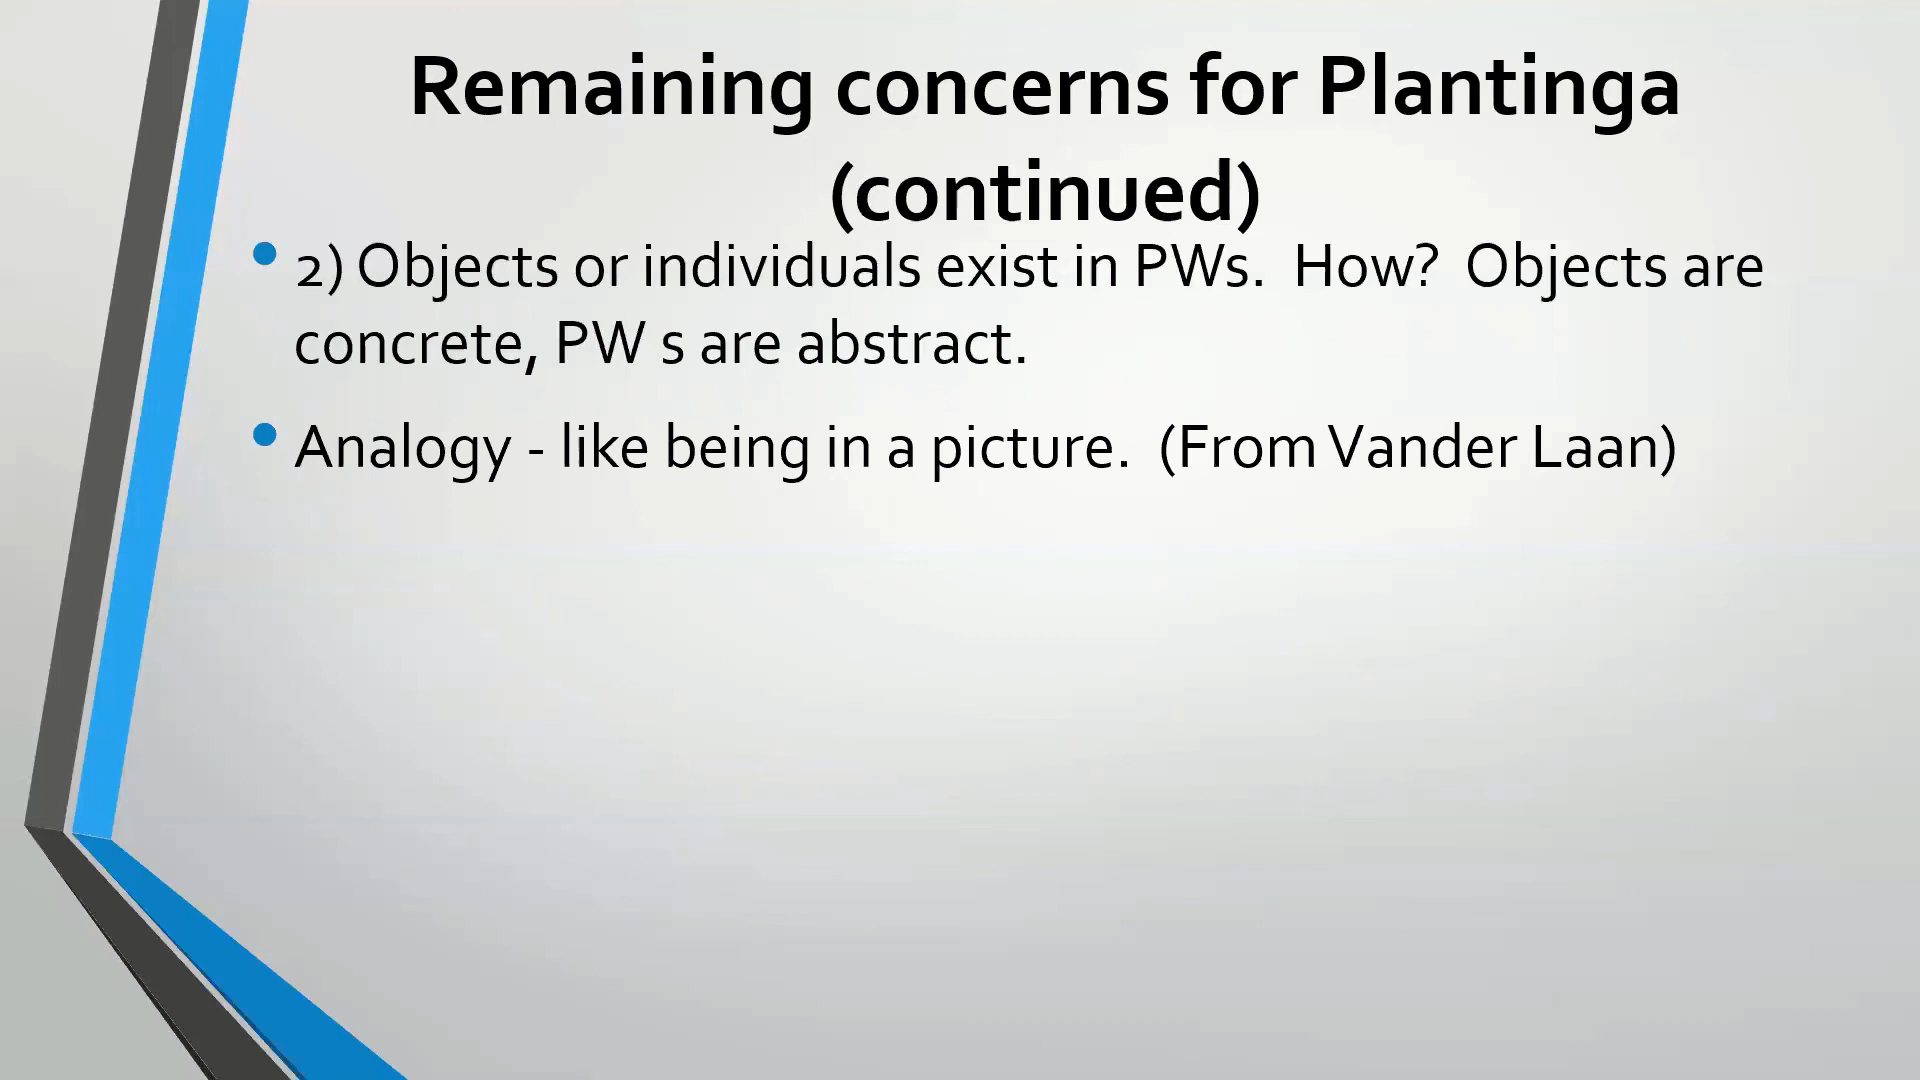 Remaining concerns for Plantinga
(continued)
• 2) Objects or individuals exist in PWs.  How?  Objects are
concrete, PW s are abstract.
• Analogy - like being in a picture.  (From Vander Laan)